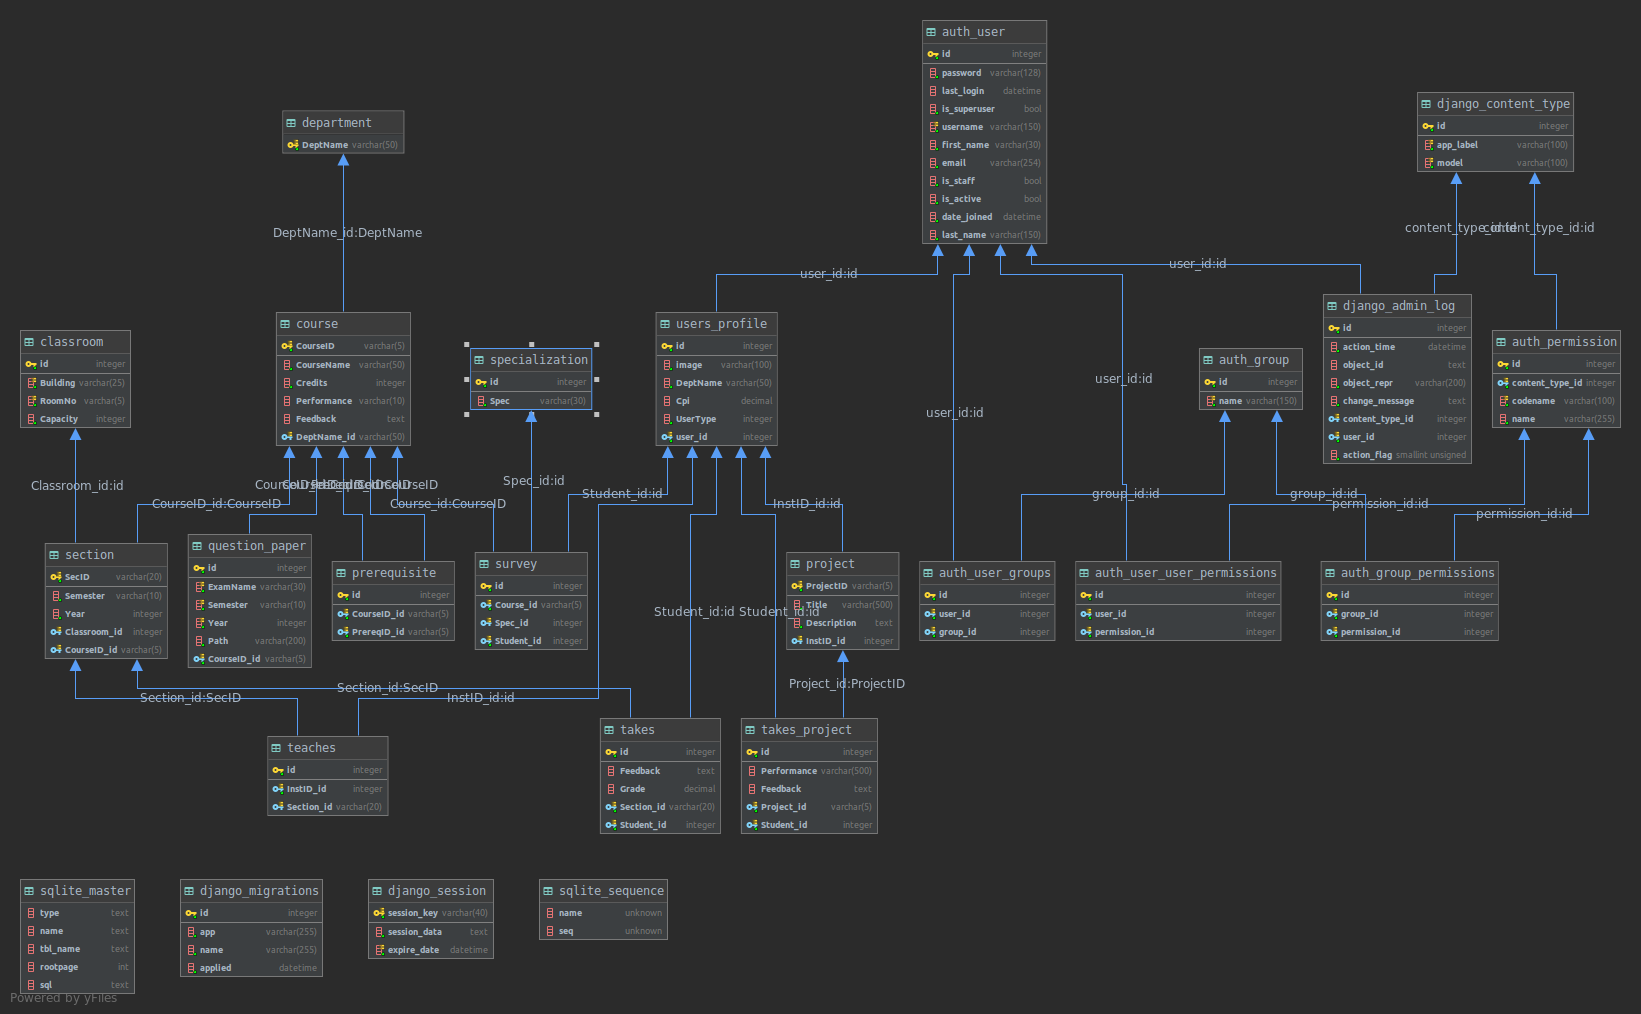 auth_user
id integer
password varchar(128)
last_login datetime
is_superuser bool
username varchar(150)
first_name varchar(30)
email varchar(254)
is_staff bool
is_active bool
date_joined datetime
last_name varchar(150)
django_content_type
id integer
app_label varchar(100)
model varchar(100)
department
DeptName varchar(50)
DeptName_id:DeptName
content_type_id:id
content_type_id:id
user_id:id
user_id:id
user_id:id
user_id:id
classroom
id integer
Building varchar(25)
RoomNo varchar(5)
Capacity integer
course
CourseID varchar(5)
CourseName varchar(50)
Credits integer
Performance varchar(10)
Feedback text
DeptName_id varchar(50)
specialization
id integer
Spec varchar(30)
users_profile
id integer
image varchar(100)
DeptName varchar(50)
Cpi decimal
UserType integer
user_id integer
auth_group
id integer
name varchar(150)
django_admin_log
id integer
action_time datetime
object_id text
object_repr varchar(200)
change_message text
content_type_id integer
user_id integer
action_flag smallint unsigned
auth_permission
id integer
content_type_id integer
codename varchar(100)
name varchar(255)
Classroom_id:id
CourseID_id:CourseID
Course_id:CourseID
Spec_id:id
Student_id:id
InstID_id:id
group_id:id
group_id:id
permission_id:id
permission_id:id
section
SecID varchar(20)
Semester varchar(10)
Year integer
Classroom_id integer
CourseID_id varchar(5)
question_paper
id integer
ExamName varchar(30)
Semester varchar(10)
Year integer
Path varchar(200)
CourseID_id varchar(5)
prerequisite
id integer
CourseID_id varchar(5)
PrereqID_id varchar(5)
survey
id integer
Course_id varchar(5)
Spec_id integer
Student_id integer
project
ProjectID varchar(5)
Title varchar(500)
Description text
InstID_id integer
auth_user_groups
id integer
user_id integer
group_id integer
auth_user_user_permissions
id integer
user_id integer
permission_id integer
auth_group_permissions
id integer
group_id integer
permission_id integer
Student_id:id
Student_id:id
Section_id:SecID
Section_id:SecID
InstID_id:id
Project_id:ProjectID
teaches
id integer
InstID_id integer
Section_id varchar(20)
takes
id integer
Feedback text
Grade decimal
Section_id varchar(20)
Student_id integer
takes_project
id integer
Performance varchar(500)
Feedback text
Project_id varchar(5)
Student_id integer
sqlite_master
type text
name text
tbl_name text
rootpage int
sql text
django_migrations
id integer
app varchar(255)
name varchar(255)
applied datetime
django_session
session_key varchar(40)
session_data text
expire_date datetime
sqlite_sequence
name unknown
seq unknown
Powered by yFiles